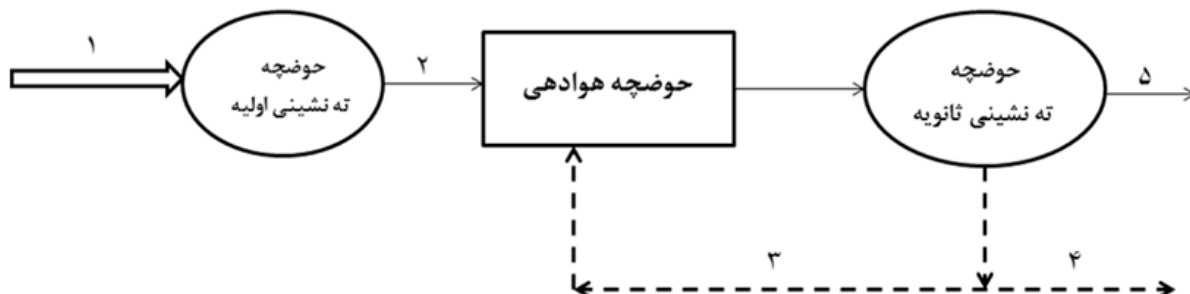 ۱
حوضچه
ته نشینی اولیه
۲
حوضچه هوادهی
حوضچه
ته نشینی ثانویه
۵
۳
۴